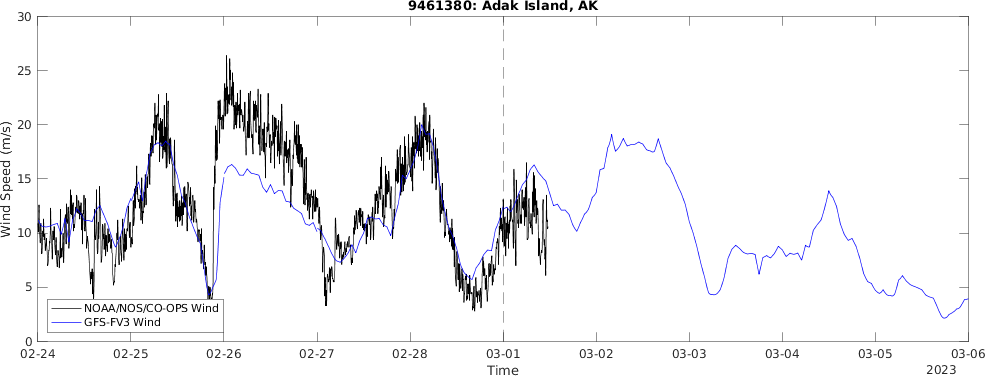 9461380: Adak Island, AK
30
25
20
15
10
5
0
Wind Speed (m/s)
NOAA/NOS/CO-OPS Wind
GFS-FV3 Wind
02-24 02-25 02-26 02-27 02-28 03-01 03-02 03-03 03-04 03-05 03-06
Time
2023